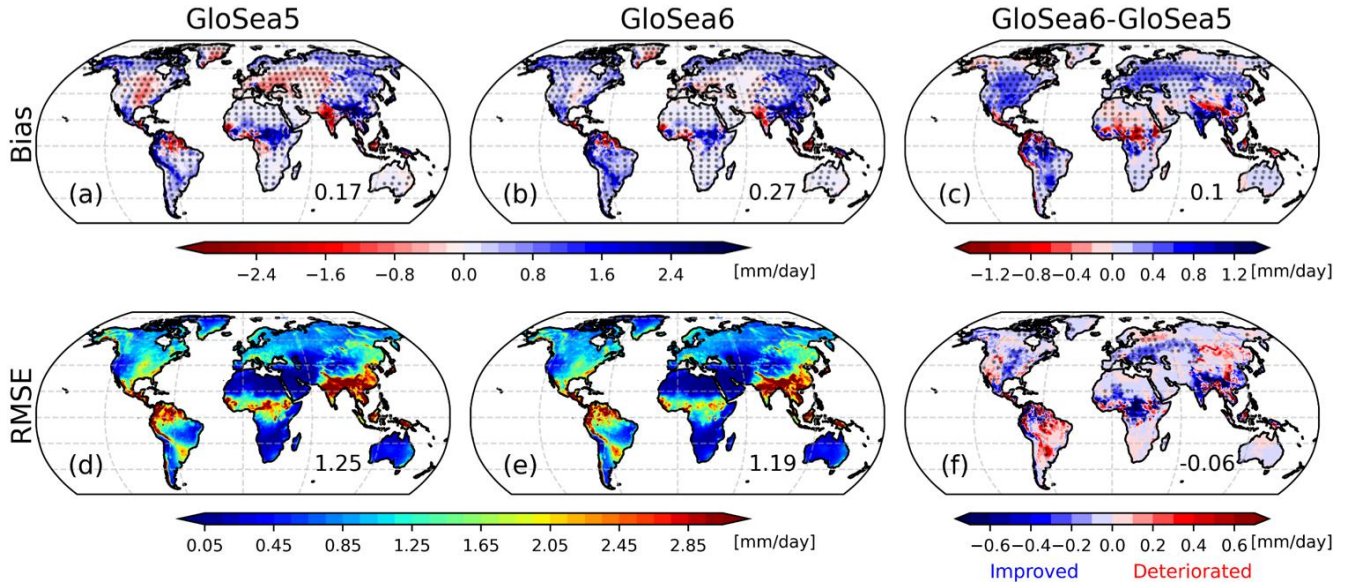 GloSea5 GloSea6 GloSea6-GloSea5
Bias
(a) 0.17 (b) 0.27 (c) 0.1
−2.4 −1.6 −0.8 0.0 0.8 1.6 2.4 [mm/day] −1.2 −0.8 −0.4 0.0 0.4 0.8 1.2 [mm/day]
RMSE
(d) 1.25 (e) 1.19 (f) -0.06
0.05 0.45 0.85 1.25 1.65 2.05 2.45 2.85 [mm/day] −0.6 −0.4 −0.2 0.0 0.2 0.4 0.6 [mm/day]
Improved Deteriorated